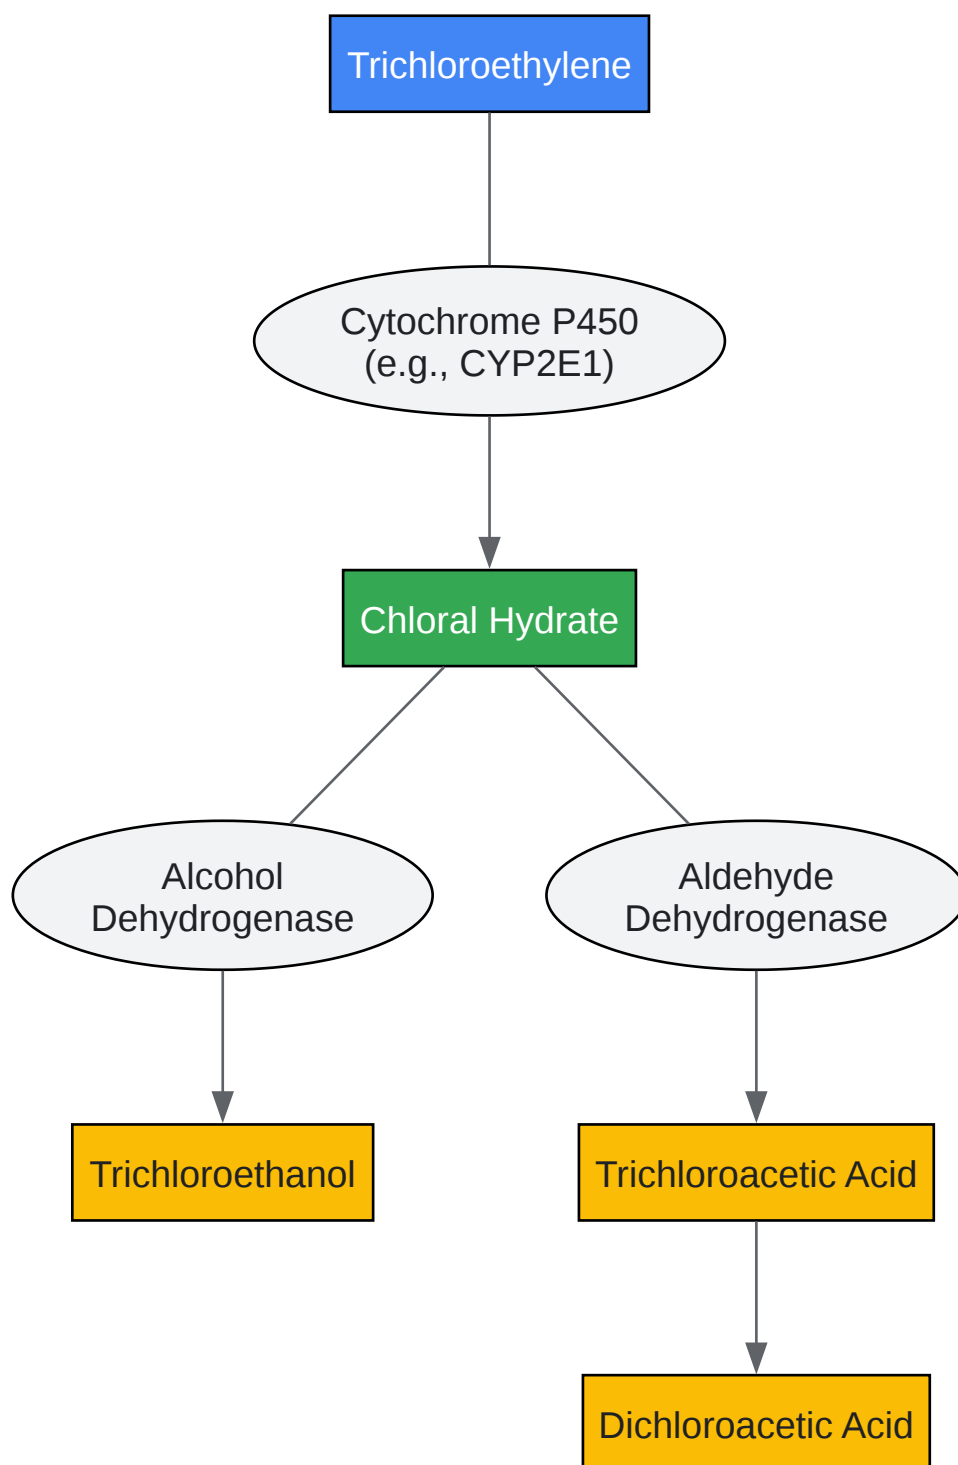 Trichloroethylene
Cytochrome P450
(e.g., CYP2E1)
Chloral Hydrate
Alcohol
Dehydrogenase
Aldehyde
Dehydrogenase
Trichloroethanol
Trichloroacetic Acid
Dichloroacetic Acid